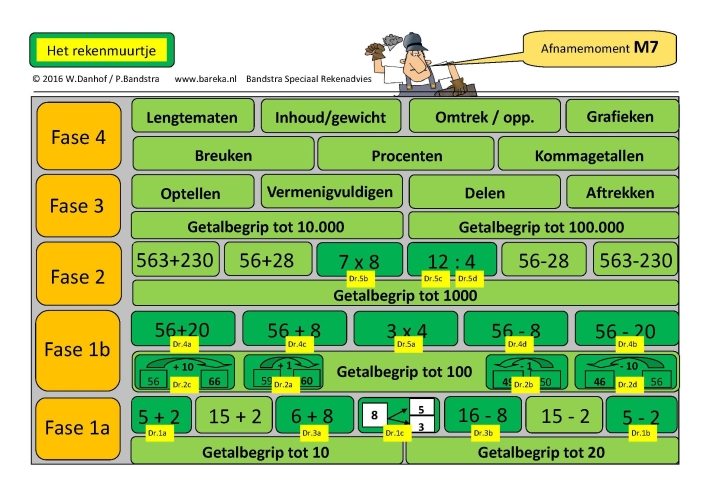 Het rekenmuurtje
Afnamemoment M7
© 2016 W.Danhof / P.Bandstra www.bareka.nl Bandstra Speciaal Rekenadvies
Fase 4
Lengtematen Inhoud/gewicht Omtrek / opp. Grafieken
Breuken Procenten Kommagetallen
Fase 3
Optellen Vermenigvuldigen Delen Aftrekken
Getalbegrip tot 10.000 Getalbegrip tot 100.000
Fase 2
563+230 56+28 7 x 8 12 : 4 56-28 563-230
Dr.5b Dr.5c Dr.5d
Getalbegrip tot 1000
Fase 1b
56+20 56 + 8 3 x 4 56 - 8 56 - 20
Dr.4a Dr.4c Dr.5a Dr.4d Dr.4b
+ 10 + 1 Getalbegrip tot 100 - 1 - 10
56 66 59 60 49 50 46 56
Dr.2c Dr.2a Dr.2b Dr.2d
Fase 1a
5 + 2 15 + 2 6 + 8 8 5 3 16 - 8 15 - 2 5 - 2
Dr.1a Dr.3a Dr.1c Dr.3b Dr.1b
Getalbegrip tot 10 Getalbegrip tot 20